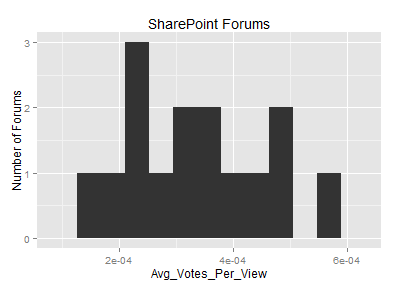 SharePoint Forums
Number of Forums
3
2
1
0
2e-04 4e-04 6e-04
Avg_Votes_Per_View